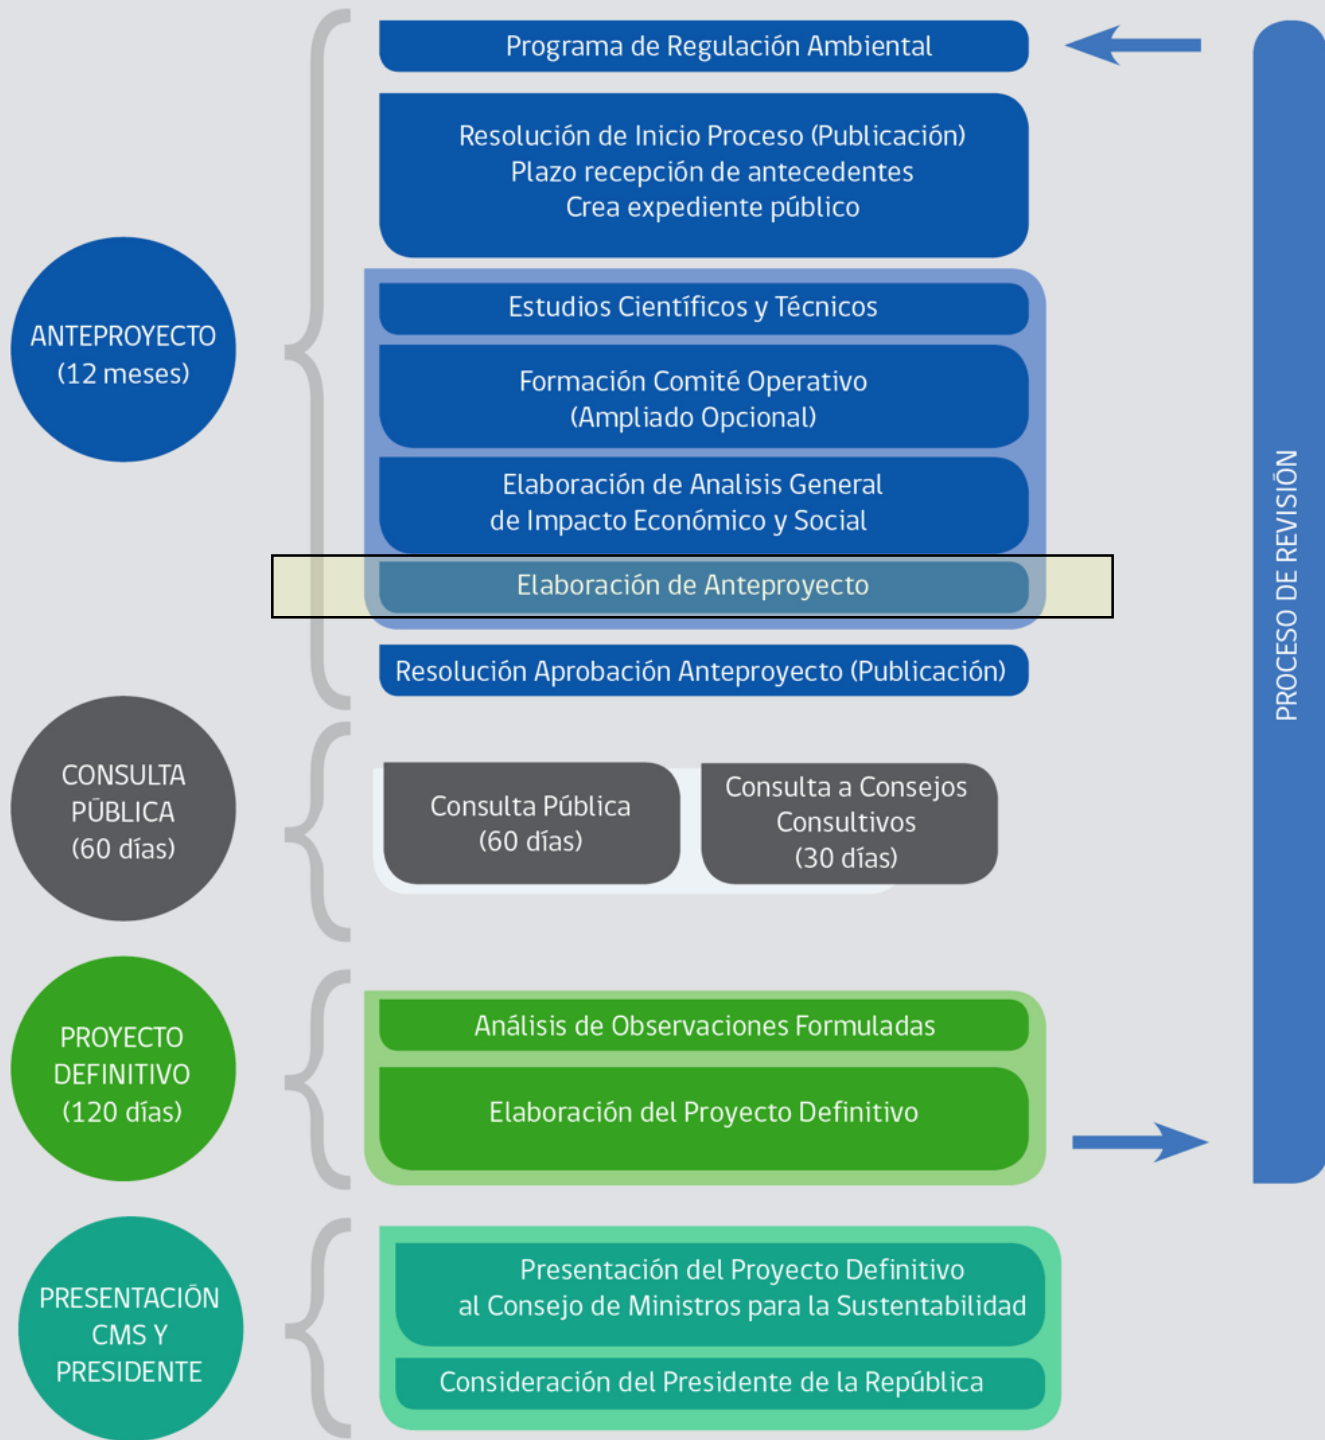 Programa de Regulación Ambiental
Resolución de Inicio Proceso (Publicación)
Plazo recepción de antecedentes
Crea expediente público
ANTEPROYECTO
(12 meses)
Estudios Científicos y Técnicos
Formación Comité Operativo
(Ampliado Opcional)
Elaboración de Analisis General
de Impacto Económico y Social
Elaboración de Anteproyecto
Resolución Aprobación Anteproyecto (Publicación)
PROCESO DE REVISIÓN
CONSULTA
PÚBLICA
(60 días)
Consulta Pública
(60 días)
Consulta a Consejos
Consultivos
(30 días)
PROYECTO
DEFINITIVO
(120 días)
Análisis de Observaciones Formuladas
Elaboración del Proyecto Definitivo
PRESENTACIÓN
CMS Y
PRESIDENTE
Presentación del Proyecto Definitivo
al Consejo de Ministros para la Sustentabilidad
Consideración del Presidente de la República